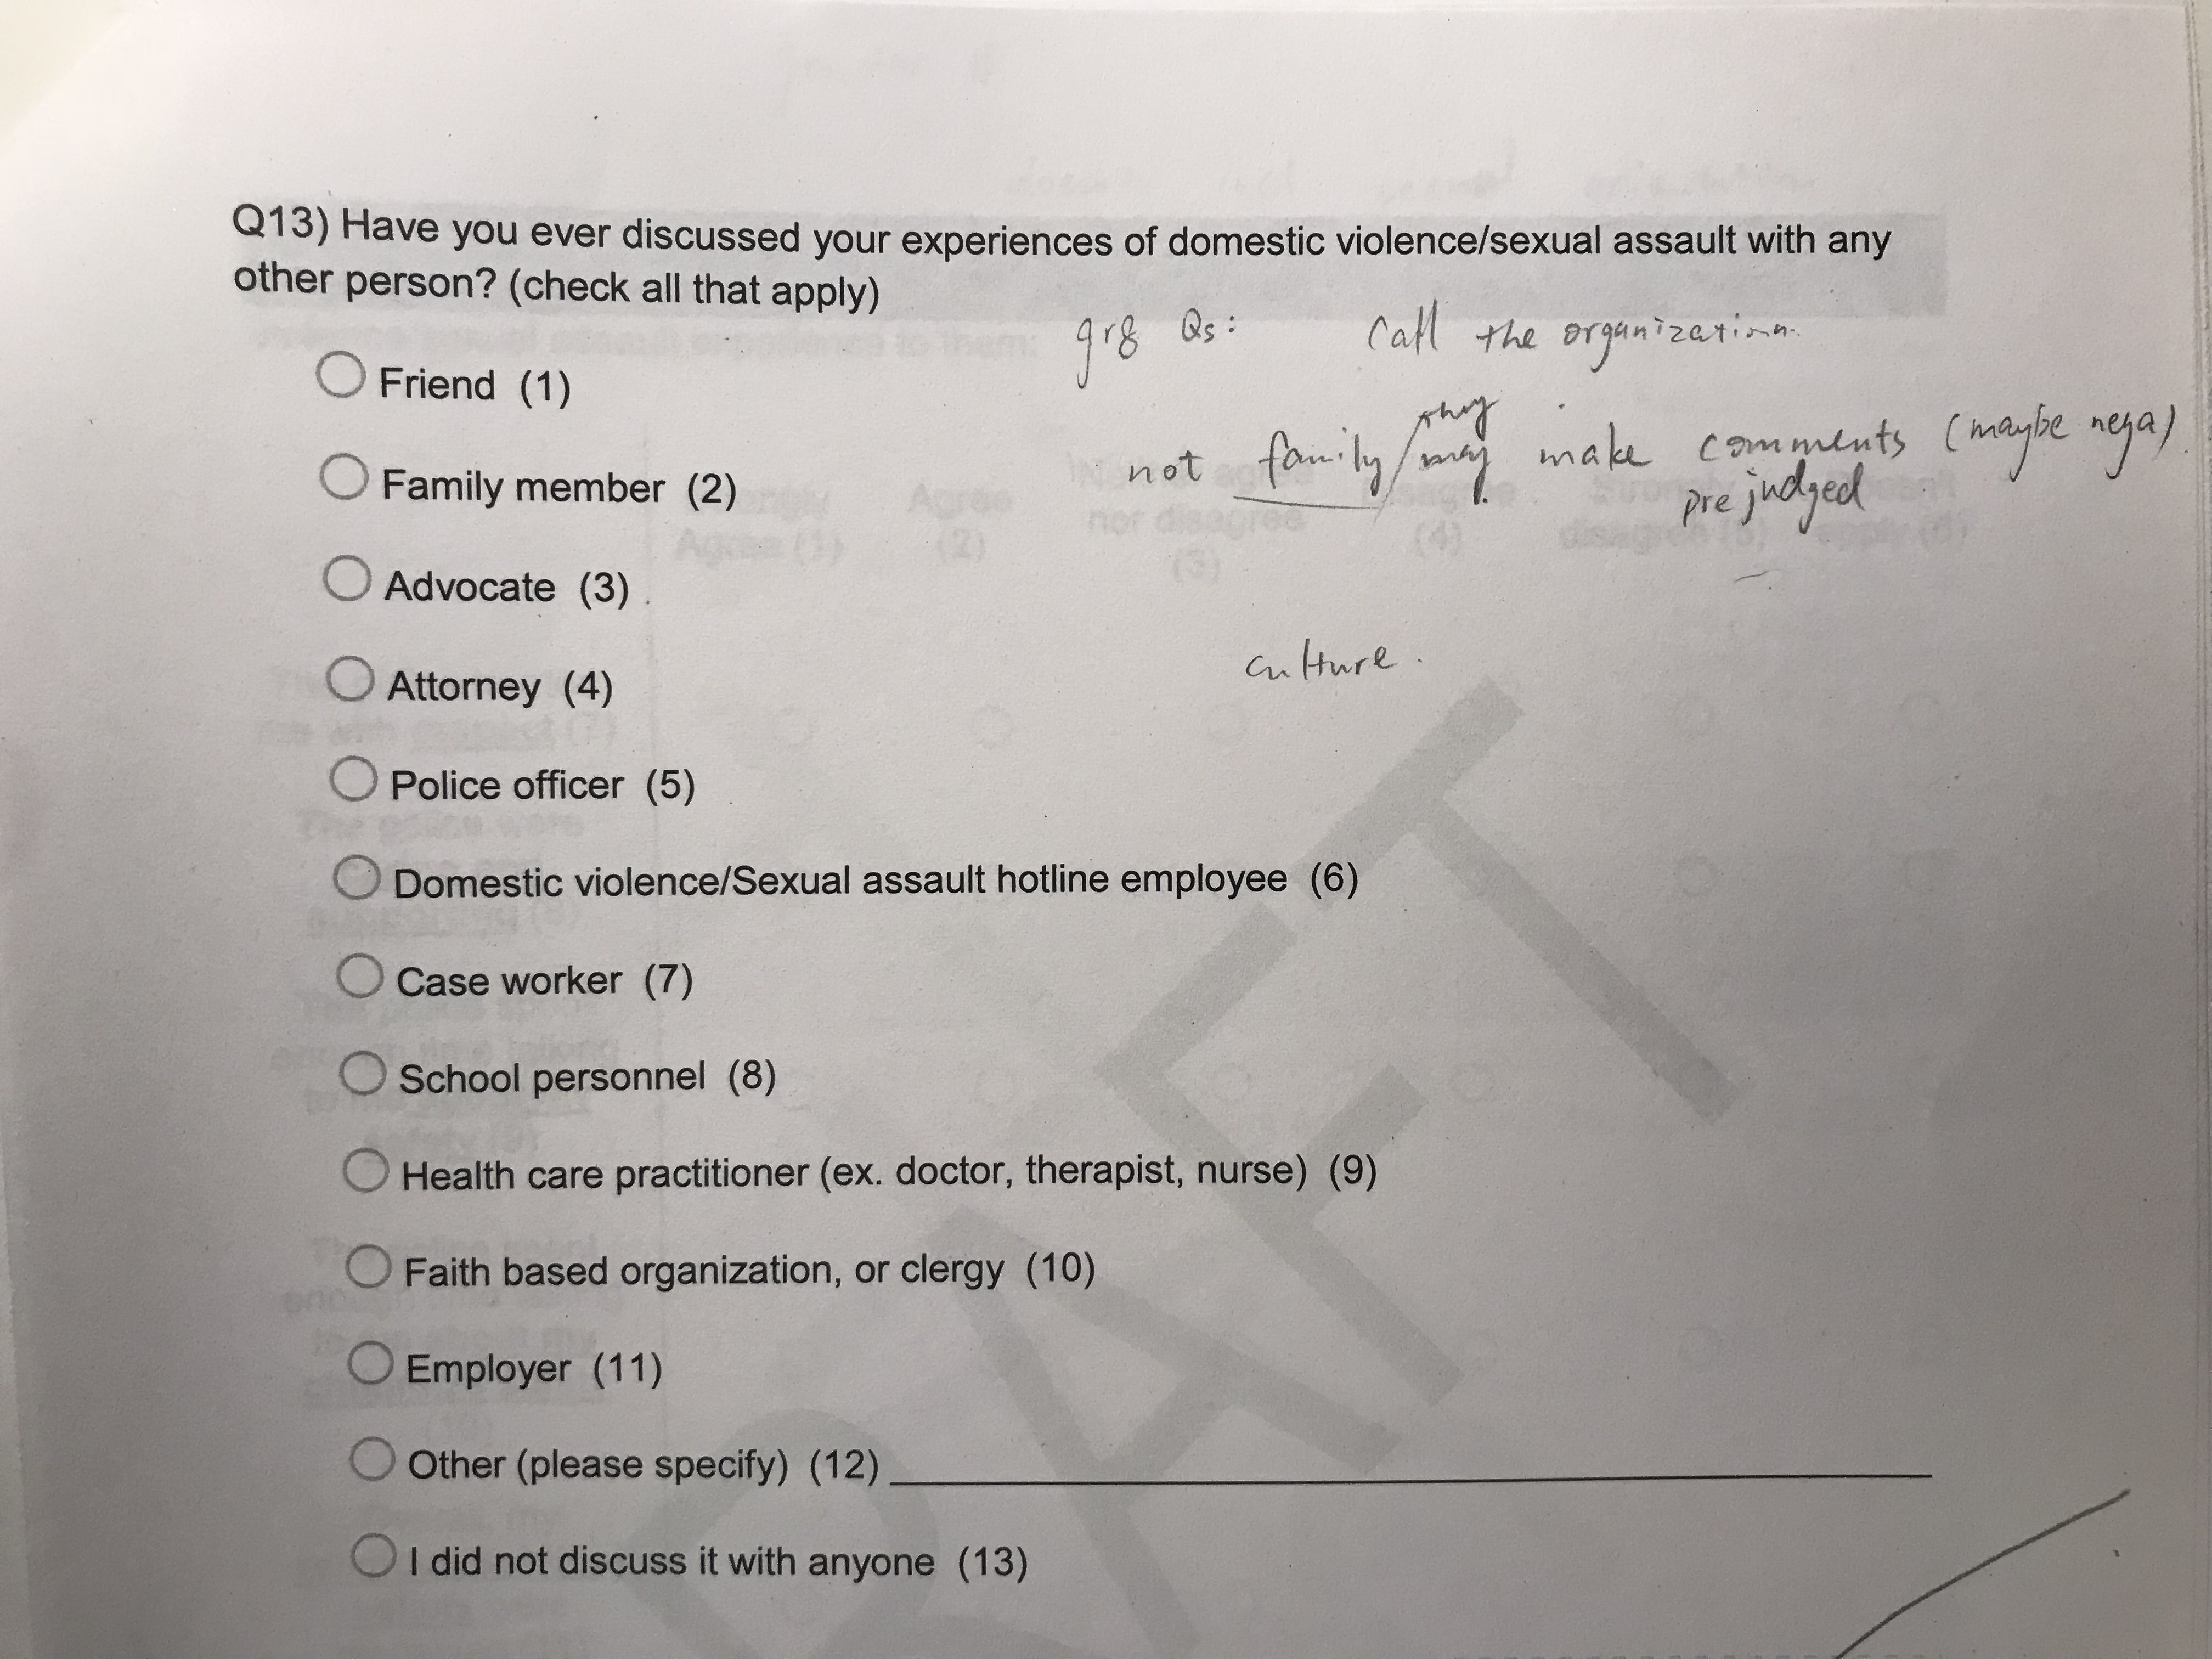 Q13) Have you ever discussed your experiences of domestic violence/sexual assault with any
other person? (check all that apply)
grg Qs: Call the organization.
Friend (1)
they
not family/may make comments (maybe nega)
prejudged
Family member (2)
Advocate (3)
culture.
Attorney (4)
Police officer (5)
Domestic violence/Sexual assault hotline employee (6)
Case worker (7)
School personnel (8)
Health care practitioner (ex. doctor, therapist, nurse) (9)
Faith based organization, or clergy (10)
Employer (11)
Other (please specify) (12)
I did not discuss it with anyone (13)
RAFT